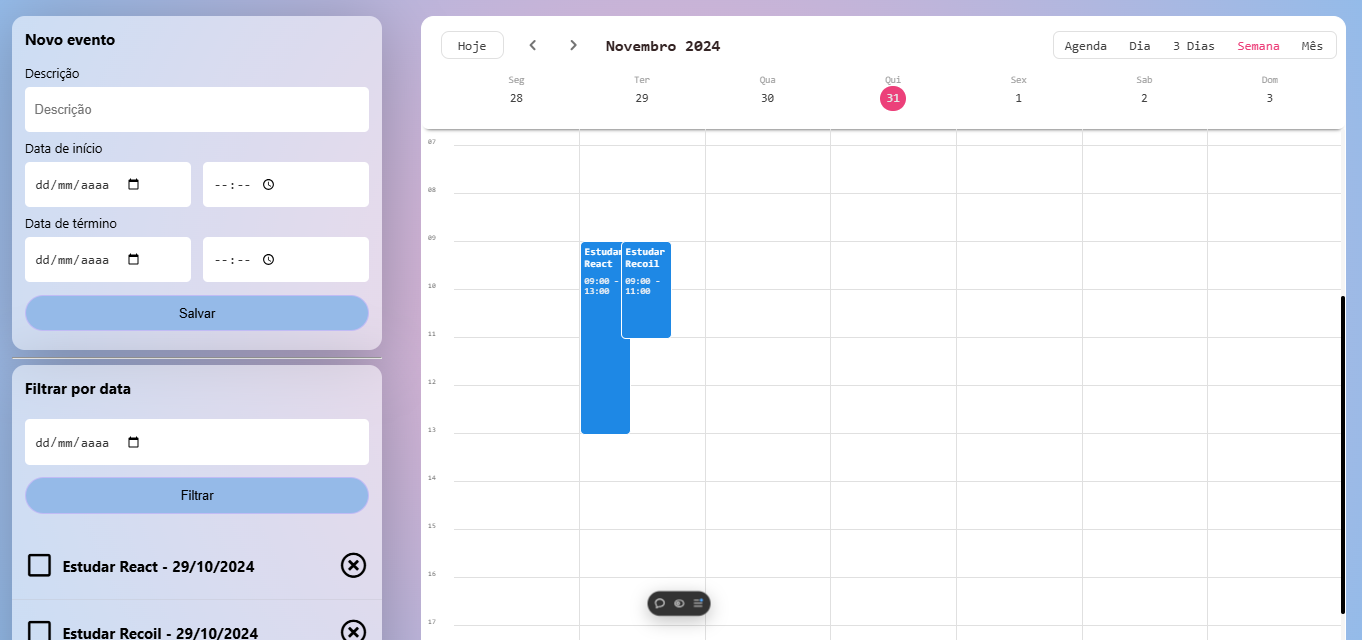 Novo evento
Descrição
Descrição
Data de início
dd/mm/aaaa --:--
Data de término
dd/mm/aaaa --:--
Salvar
Filtrar por data
dd/mm/aaaa
Filtrar
Estudar React - 29/10/2024
Estudar Recoil - 29/10/2024
Hoje Novembro 2024 Agenda Dia 3 Dias Semana Mês
Seg Ter Qua Qui Sex Sab Dom
28 29 30 31 1 2 3
07
08
09
Estudar
React
09:00 -
13:00
Estudar
Recoil
09:00 -
11:00
10
11
12
13
14
15
16
17